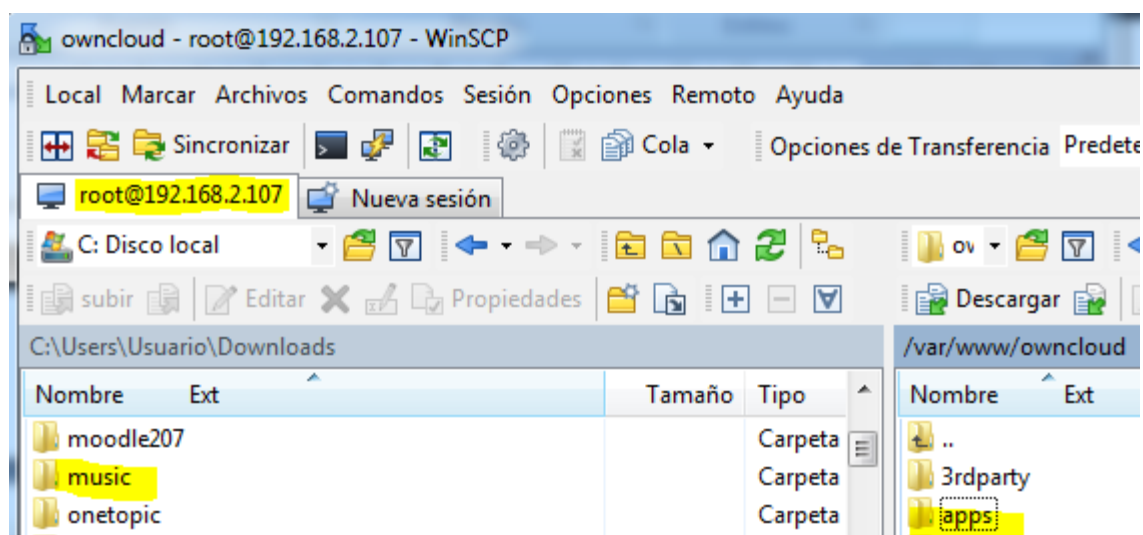 owncloud - root@192.168.2.107 - WinSCP
Local Marcar Archivos Comandos Sesión Opciones Remoto Ayuda
Sincronizar Cola Opciones de Transferencia Predete
root@192.168.2.107 Nueva sesión
C: Disco local ov
subir Editar Propiedades Descargar
C:\Users\Usuario\Downloads /var/www/owncloud
Nombre Ext Tamaño Tipo Nombre Ext
moodle207 Carpeta ..
music Carpeta 3rdparty
onetopic Carpeta apps